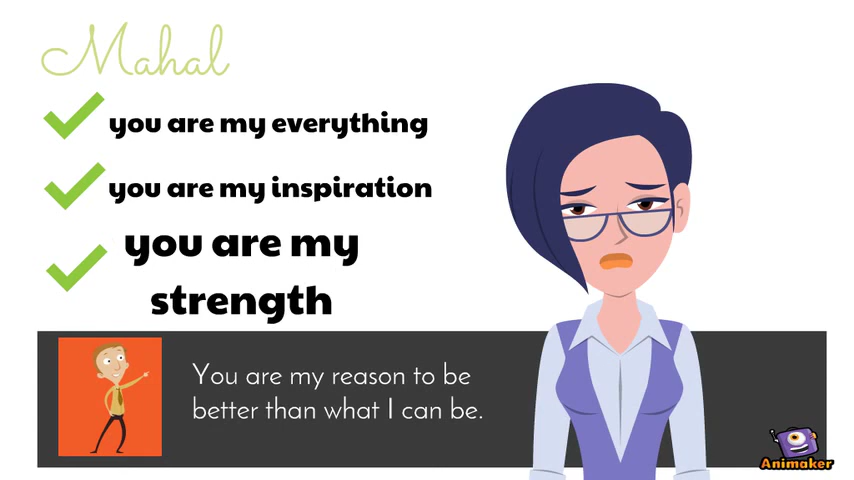 Mahal
you are my everything
you are my inspiration
you are my
strength
You are my reason to be
better than what I can be.
Animaker